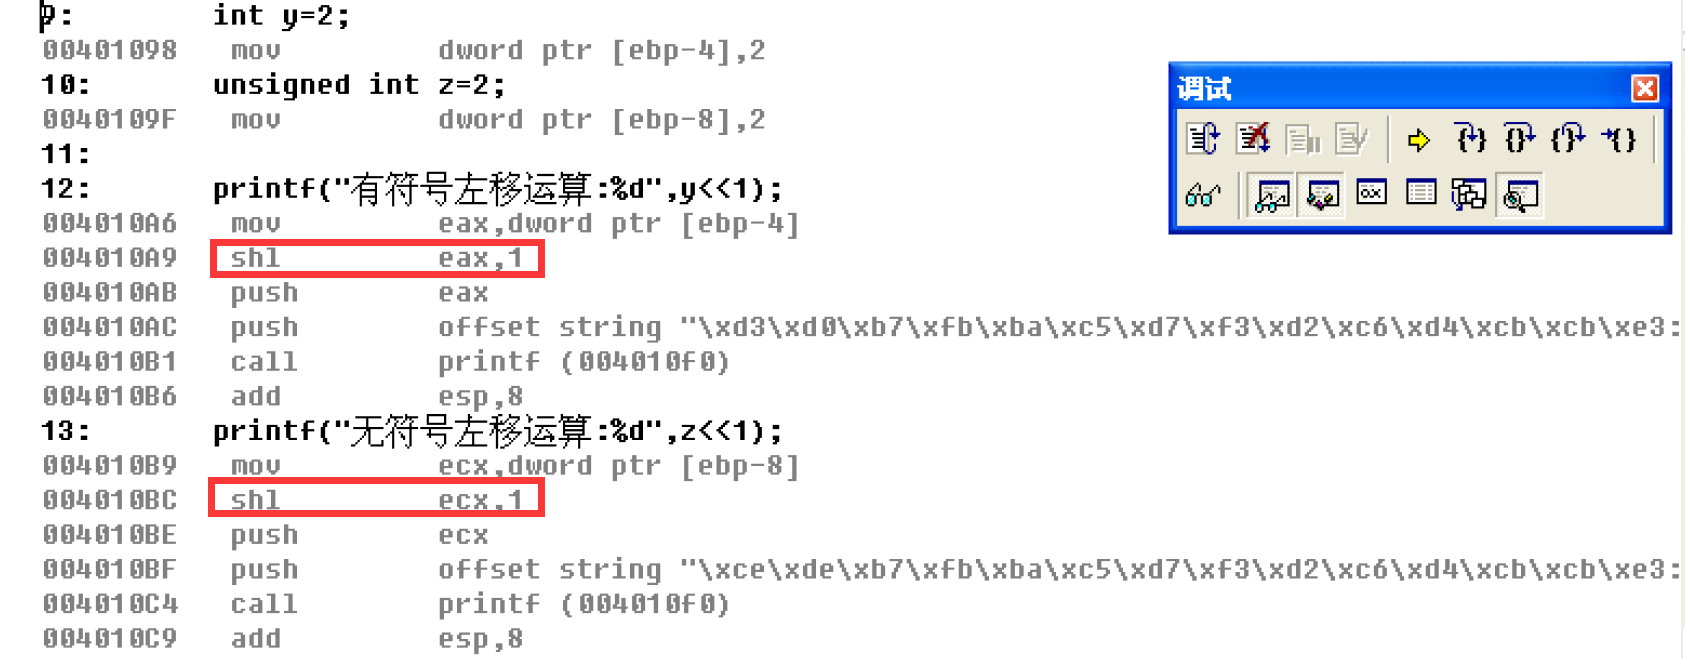 9: int y=2;
00401098 mov dword ptr [ebp-4],2
10: unsigned int z=2;
0040109F mov dword ptr [ebp-8],2
11:
12: printf("有符号左移运算:%d",y<<1);
004010A6 mov eax,dword ptr [ebp-4]
004010A9 shl eax,1
004010AB push eax
004010AC push offset string "\xd3\xd0\xb7\xfb\xba\xc5\xd7\xf3\xd2\xc6\xd4\xcb\xcb\xe3:
004010B1 call printf (004010f0)
004010B6 add esp,8
13: printf("无符号左移运算:%d",z<<1);
004010B9 mov ecx,dword ptr [ebp-8]
004010BC shl ecx,1
004010BE push ecx
004010BF push offset string "\xce\xde\xb7\xfb\xba\xc5\xd7\xf3\xd2\xc6\xd4\xcb\xcb\xe3:
004010C4 call printf (004010f0)
004010C9 add esp,8
调试